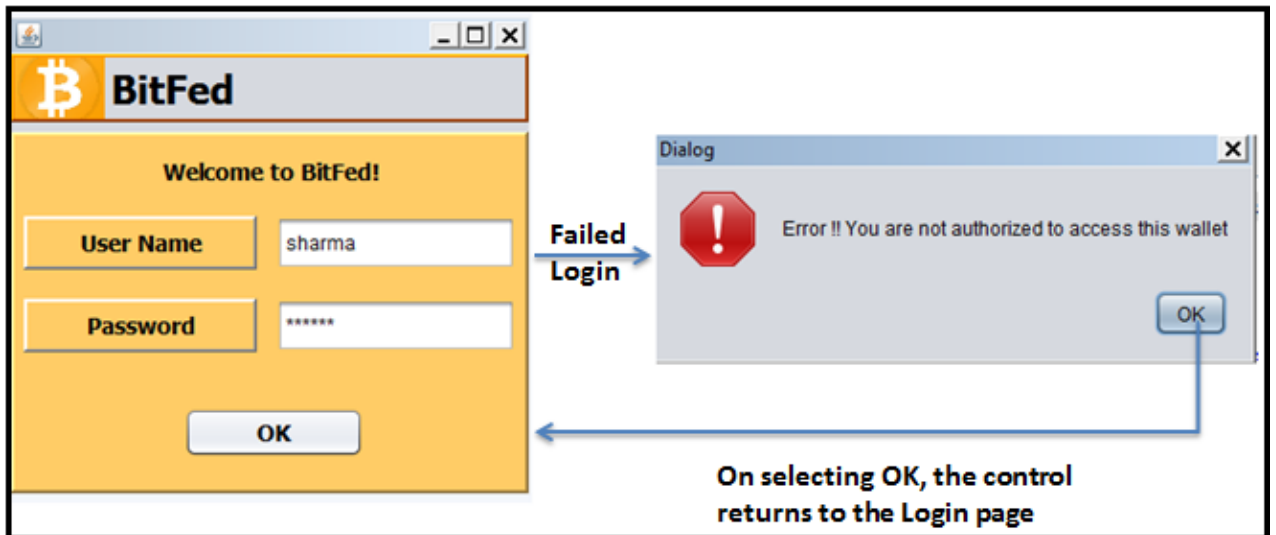 BitFed
Welcome to BitFed!
User Name
sharma
Password
******
OK
Failed
Login
Dialog
Error !! You are not authorized to access this wallet
OK
On selecting OK, the control
returns to the Login page